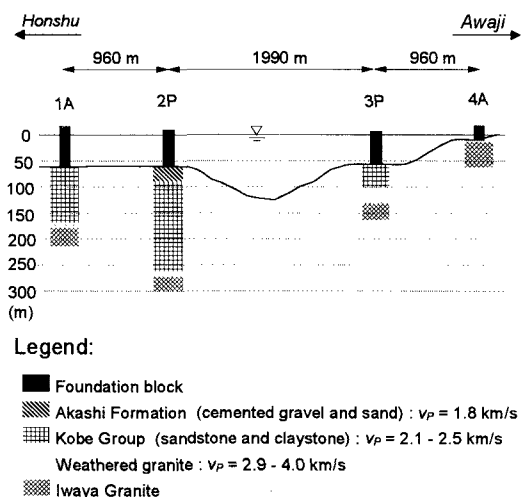 Honshu
Awaji
960 m
1990 m
960 m
1A
2P
3P
4A
0
50
100
150
200
250
300
(m)
Legend:
Foundation block
Akashi Formation (cemented gravel and sand) : vP = 1.8 km/s
Kobe Group (sandstone and claystone) : vP = 2.1 - 2.5 km/s
Weathered granite : vP = 2.9 - 4.0 km/s
Iwaya Granite